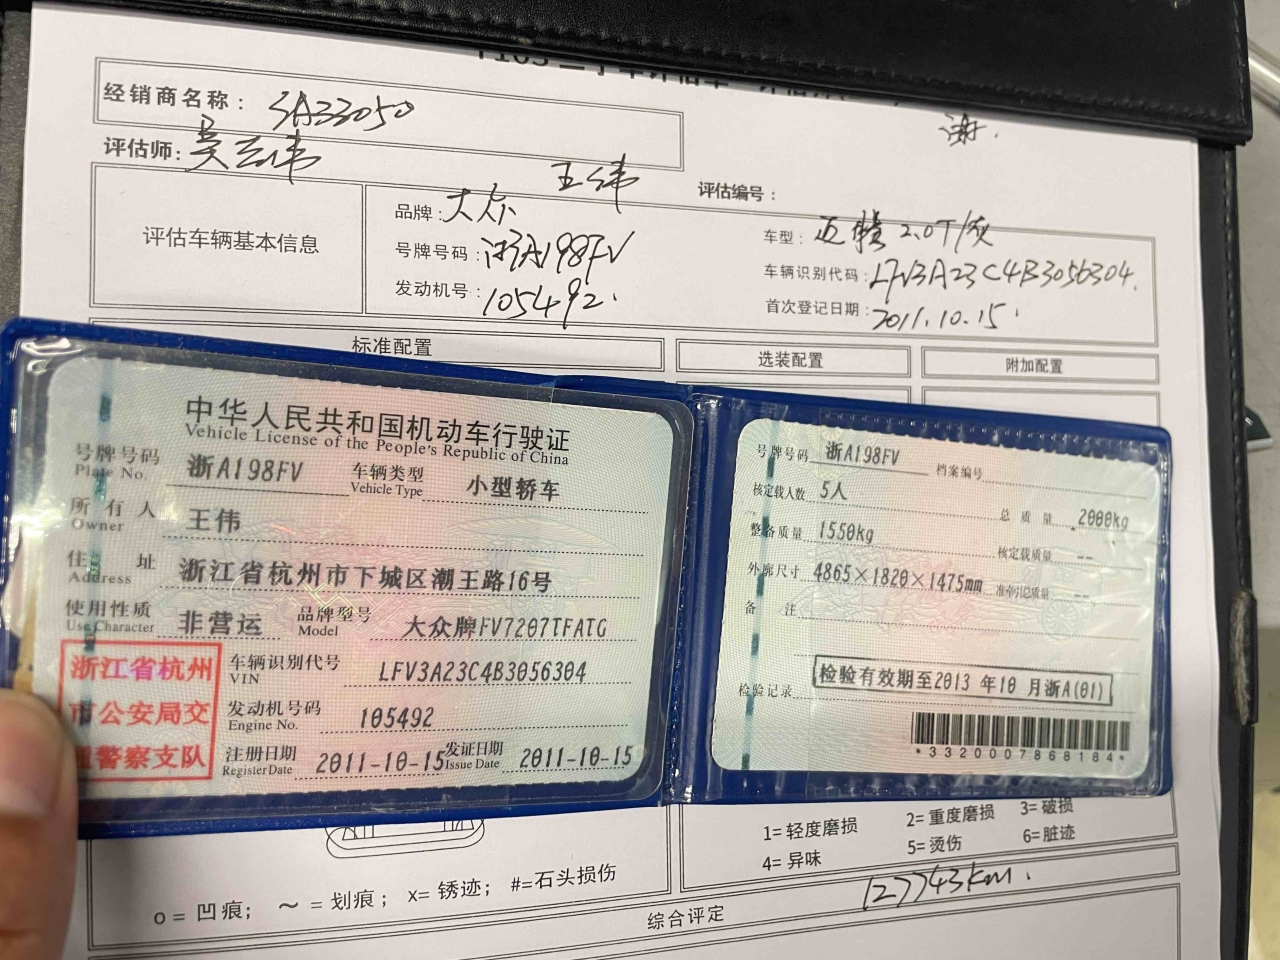 经销商名称： SA33050
谢.
评估师: 吴云伟
王纬
评估编号：
评估车辆基本信息
品牌：大众
车型： 迈腾 2.0T/灰
号牌号码：浙A198FV
车辆识别代码：LFV3A23C4B3056304.
发动机号：105492.
首次登记日期：2011.10.15.
标准配置
选装配置
附加配置
中华人民共和国机动车行驶证
Vehicle License of the People's Republic of China
号牌号码 浙A198FV 车辆类型 小型轿车
Plate No. Vehicle Type
所有人 王伟
Owner
住址 浙江省杭州市下城区潮王路16号
Address
使用性质 非营运 品牌型号 大众牌FV7207TFATG
Use Character Model
浙江省杭州
市公安局交
警察支队
车辆识别代号 LFV3A23C4B3056304
VIN
发动机号码 105492
Engine No.
注册日期 2011-10-15 发证日期 2011-10-15
Register Date Issue Date
号牌号码 浙A198FV 档案编号
核定载人数 5人 总质量 2000kg
整备质量 1550kg 核定载质量 --
外廓尺寸 4865×1820×1475mm 准牵引总质量 --
备注
检验记录 检验有效期至2013年10月浙A(01)
*3320007868184*
1=轻度磨损 2=重度磨损 3=破损
4=异味 5=烫伤 6=脏迹
o=凹痕； ～=划痕； x=锈迹； #=石头损伤
127743km.
综合评定